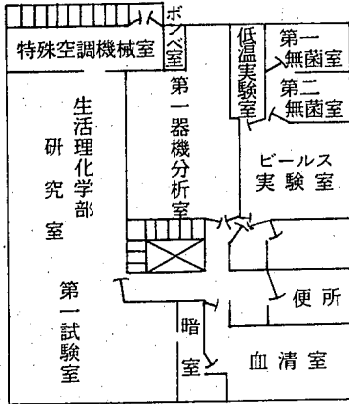 ボンベ室
特殊空調機械室
低温実験室
第一
無菌室
第二
無菌室
第一器機分析室
生活理化学部
研究室
ビールス
実験室
第一試験室
便所
暗室
血清室